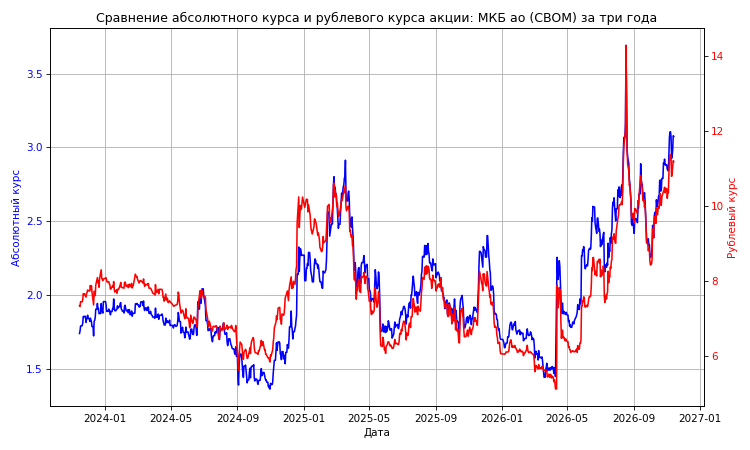 Сравнение абсолютного курса и рублевого курса акции: МКБ ао (CBOM) за три года
Абсолютный курс
3.5
3.0
2.5
2.0
1.5
14
12
10
8
6
Рублевый курс
2024-01 2024-05 2024-09 2025-01 2025-05 2025-09 2026-01 2026-05 2026-09 2027-01
Дата